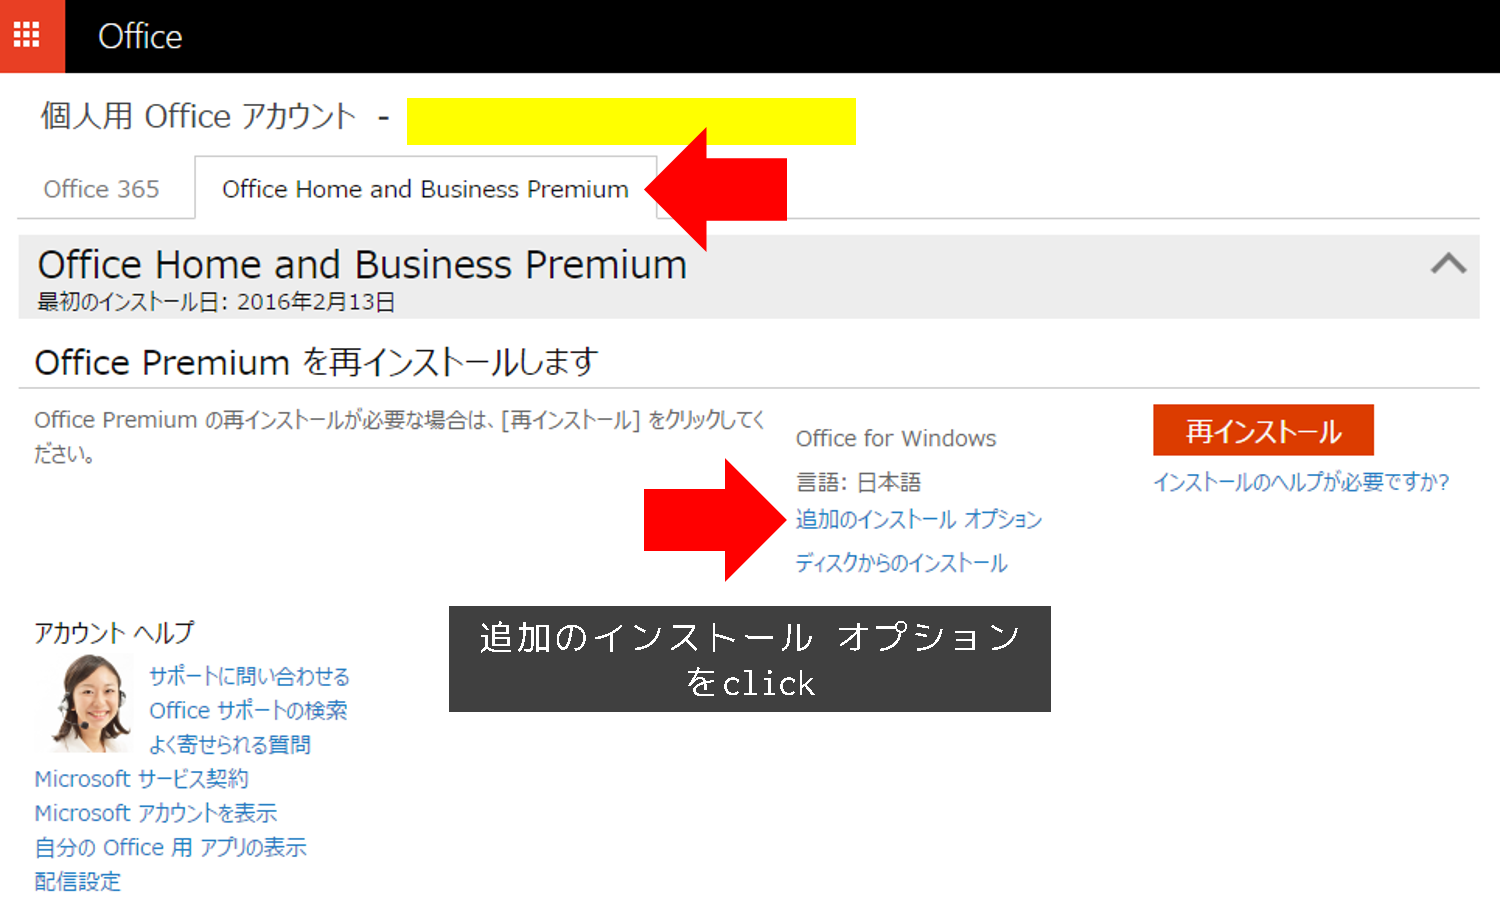 Office
個人用 Office アカウント -
Office 365
Office Home and Business Premium
Office Home and Business Premium
最初のインストール日: 2016年2月13日
Office Premium を再インストールします
Office Premium の再インストールが必要な場合は、[再インストール] をクリックしてく
ださい。
Office for Windows
言語: 日本語
追加のインストール オプション
ディスクからのインストール
再インストール
インストールのヘルプが必要ですか?
追加のインストール オプション
をclick
アカウント ヘルプ
サポートに問い合わせる
Office サポートの検索
よく寄せられる質問
Microsoft サービス契約
Microsoft アカウントを表示
自分の Office 用 アプリの表示
配信設定